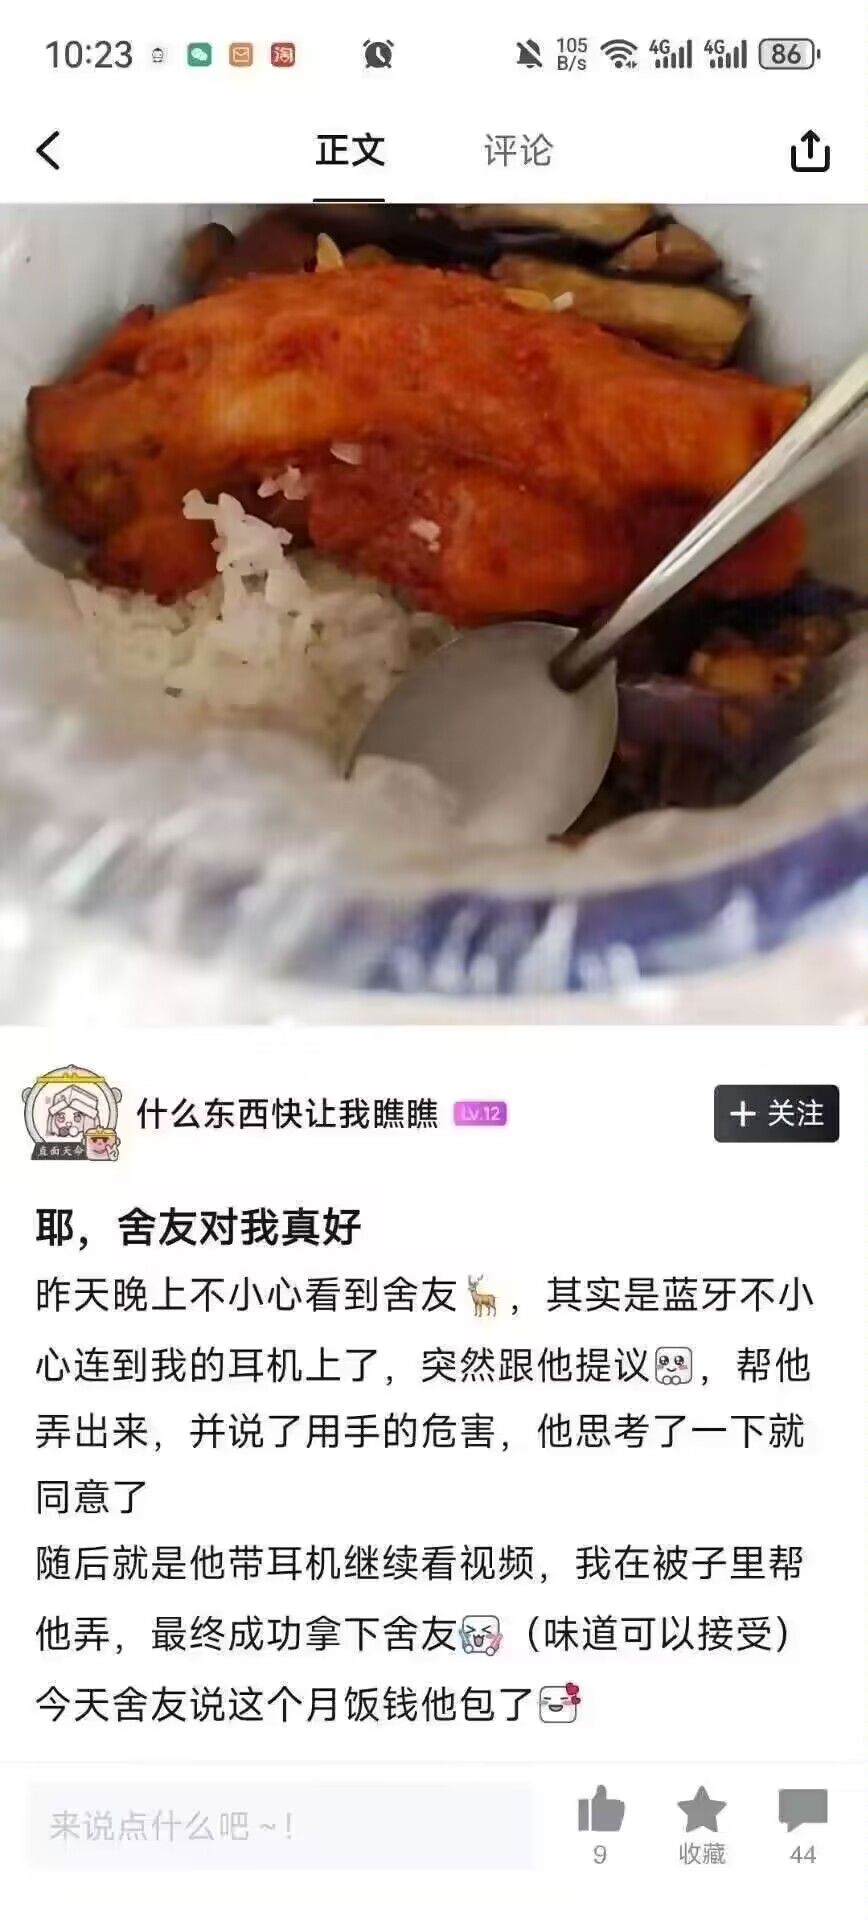 10:23 淘 105 B/s 4G 4G 86
正文 评论
什么东西快让我瞧瞧 Lv.12 + 关注
直面天命
耶，舍友对我真好
昨天晚上不小心看到舍友🦌，其实是蓝牙不小
心连到我的耳机上了，突然跟他提议，帮他
弄出来，并说了用手的危害，他思考了一下就
同意了
随后就是他带耳机继续看视频，我在被子里帮
他弄，最终成功拿下舍友（味道可以接受）
今天舍友说这个月饭钱他包了
来说点什么吧~！
9 收藏 44